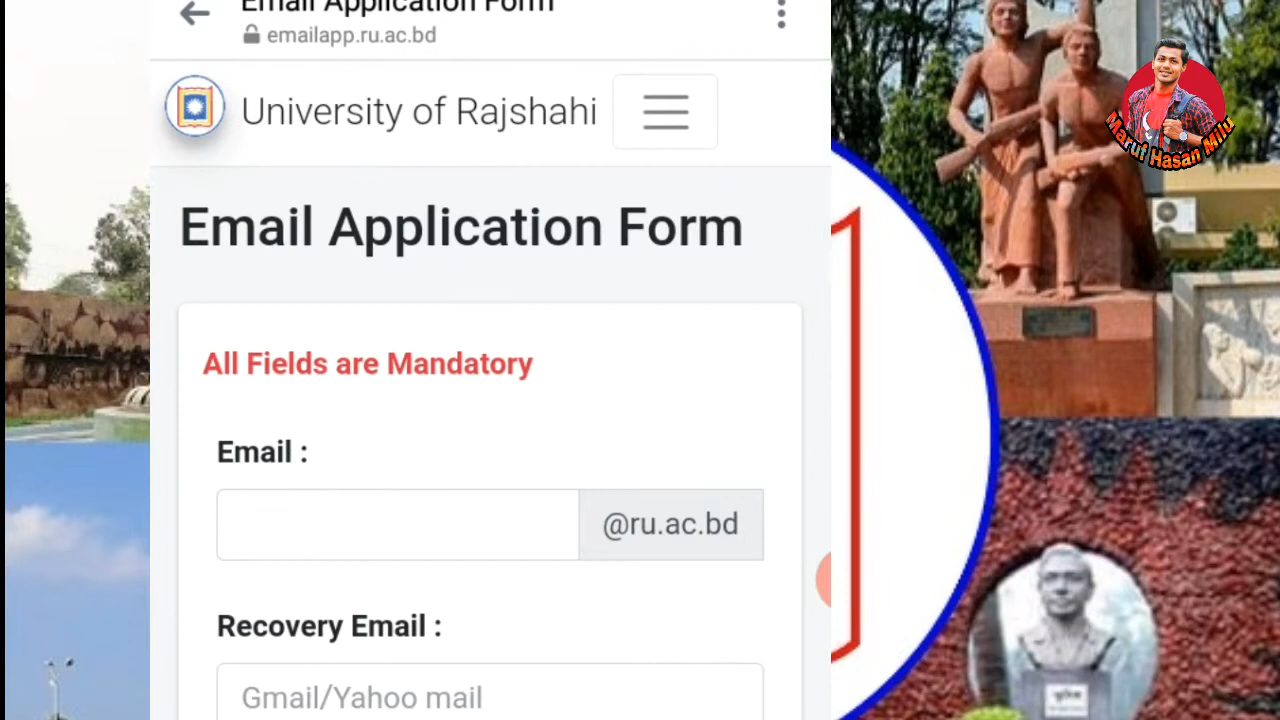 Email Application Form
emailapp.ru.ac.bd
University of Rajshahi
Email Application Form
All Fields are Mandatory
Email :
@ru.ac.bd
Recovery Email :
Gmail/Yahoo mail
Maruf Hasan Milu